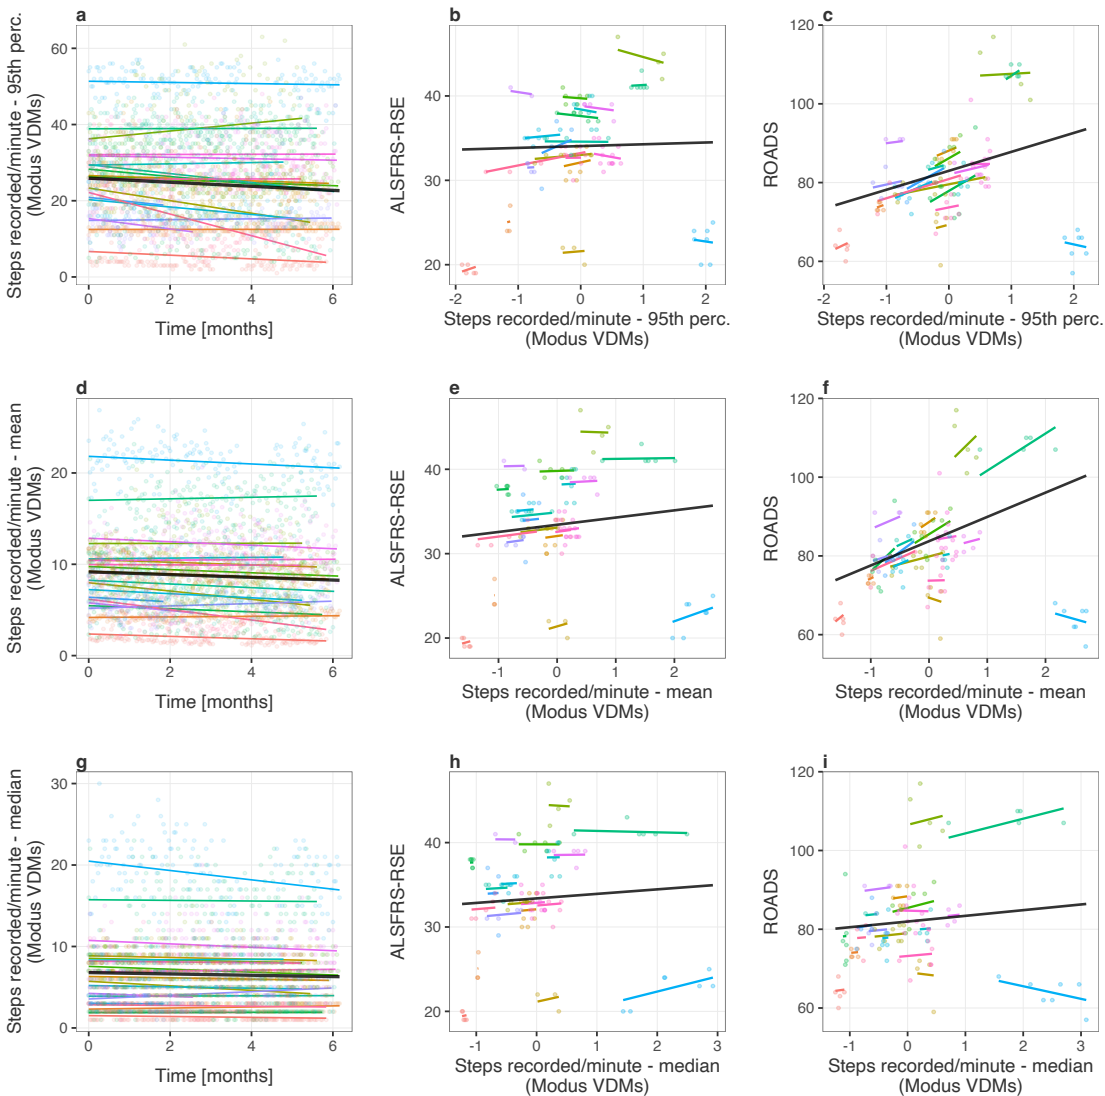 a
Steps recorded/minute - 95th perc.
(Modus VDMs)
60
40
20
0
0 2 4 6
Time [months]
b
ALSFRS-RSE
40
30
20
-2 -1 0 1 2
Steps recorded/minute - 95th perc.
(Modus VDMs)
c
ROADS
120
100
80
60
-2 -1 0 1 2
Steps recorded/minute - 95th perc.
(Modus VDMs)
d
Steps recorded/minute - mean
(Modus VDMs)
20
10
0
0 2 4 6
Time [months]
e
ALSFRS-RSE
40
30
20
-1 0 1 2
Steps recorded/minute - mean
(Modus VDMs)
f
ROADS
120
100
80
60
-1 0 1 2
Steps recorded/minute - mean
(Modus VDMs)
g
Steps recorded/minute - median
(Modus VDMs)
30
20
10
0
0 2 4 6
Time [months]
h
ALSFRS-RSE
40
30
20
-1 0 1 2 3
Steps recorded/minute - median
(Modus VDMs)
i
ROADS
120
100
80
60
-1 0 1 2 3
Steps recorded/minute - median
(Modus VDMs)